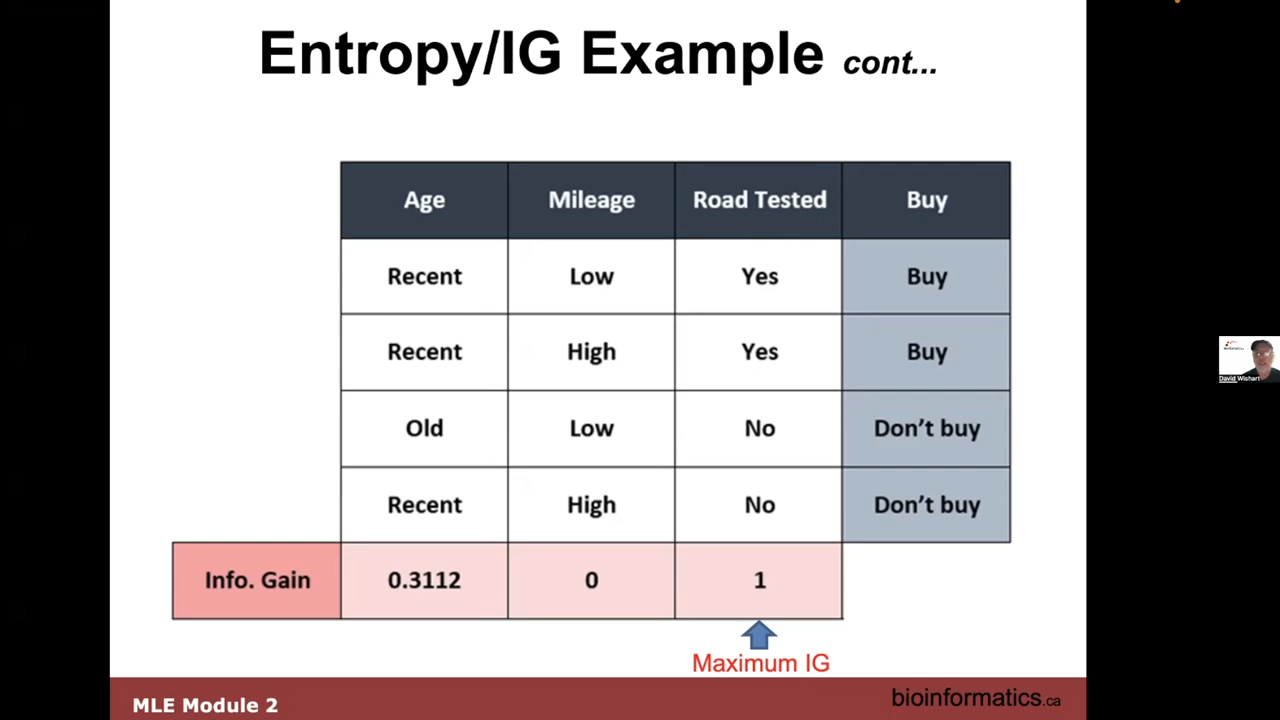 Entropy/IG Example cont...
Age Mileage Road Tested Buy
Recent Low Yes Buy
Recent High Yes Buy
Old Low No Don't buy
Recent High No Don't buy
Info. Gain 0.3112 0 1
Maximum IG
MLE Module 2
bioinformatics.ca
David Wishart